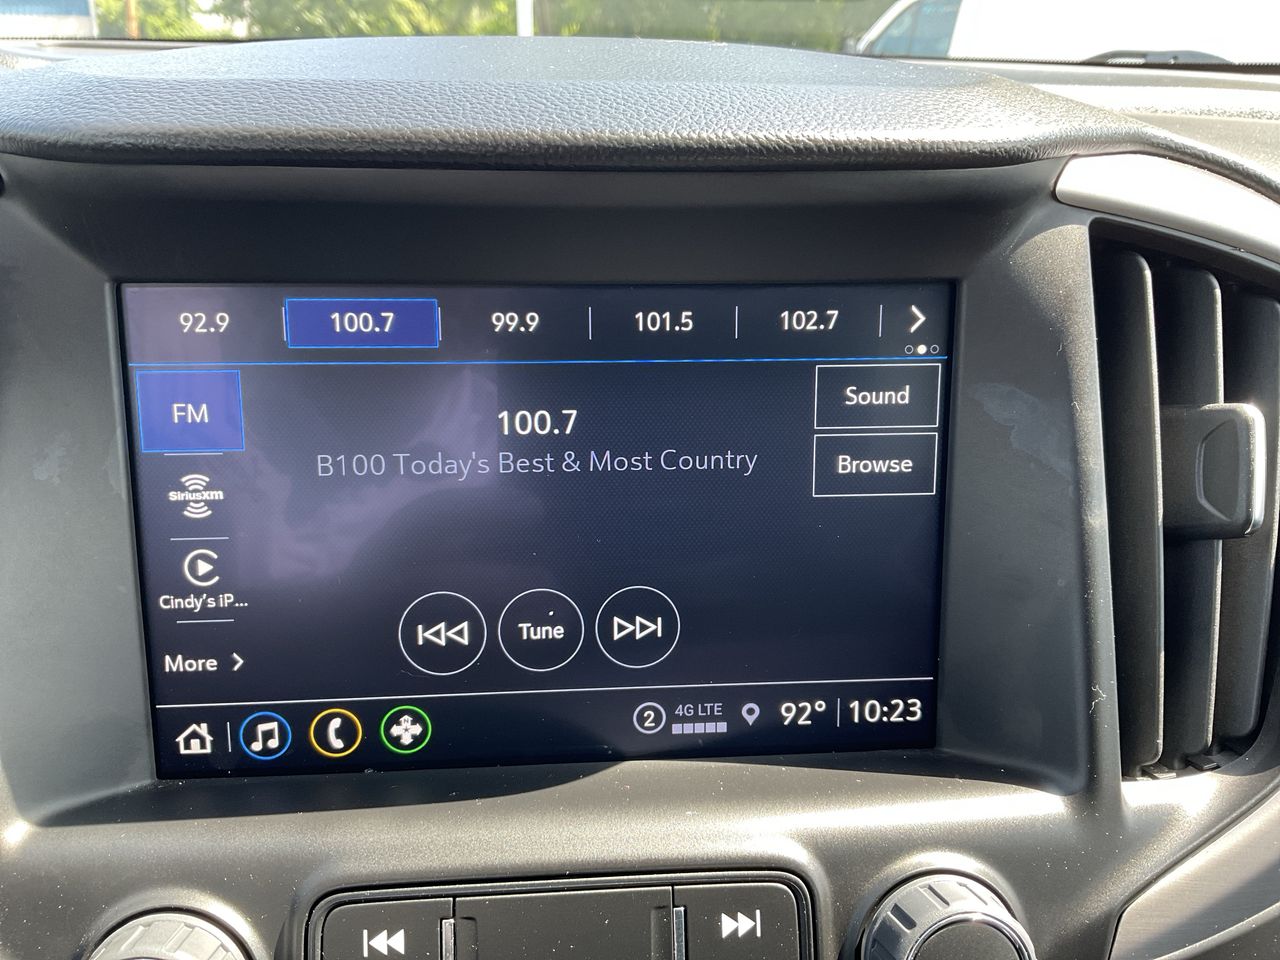 92.9
100.7
99.9
101.5
102.7
FM
100.7
Sound
B100 Today's Best & Most Country
Browse
SiriusXM
Cindy's iP...
Tune
More
N
2
4G LTE
92°
10:23